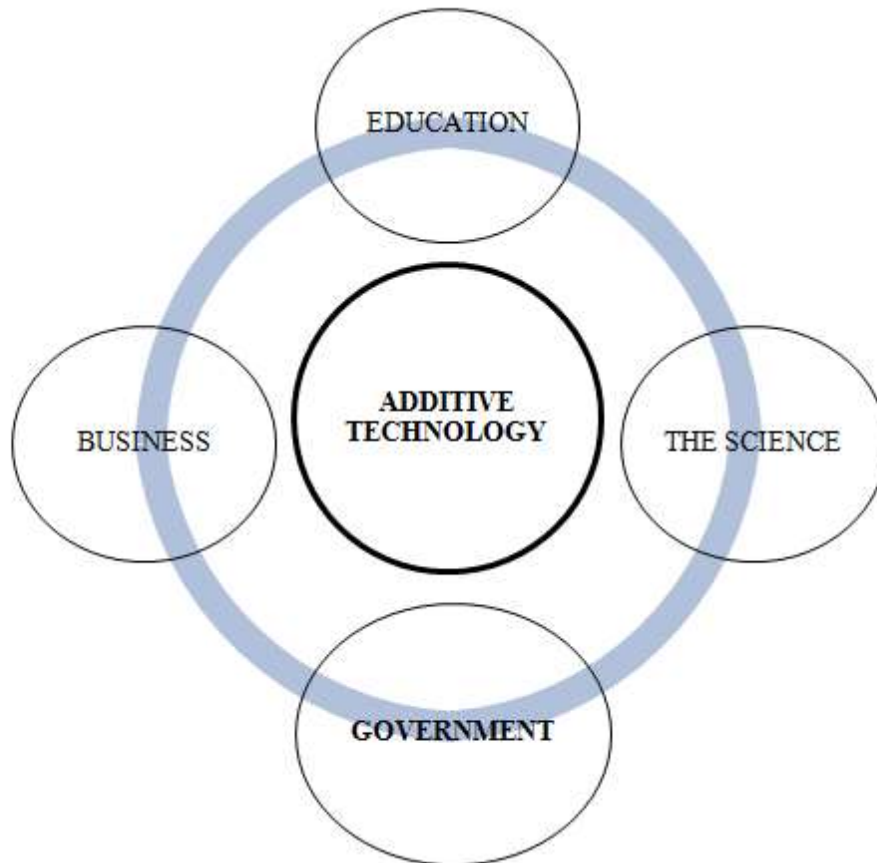 EDUCATION
ADDITIVE
TECHNOLOGY
BUSINESS
THE SCIENCE
GOVERNMENT